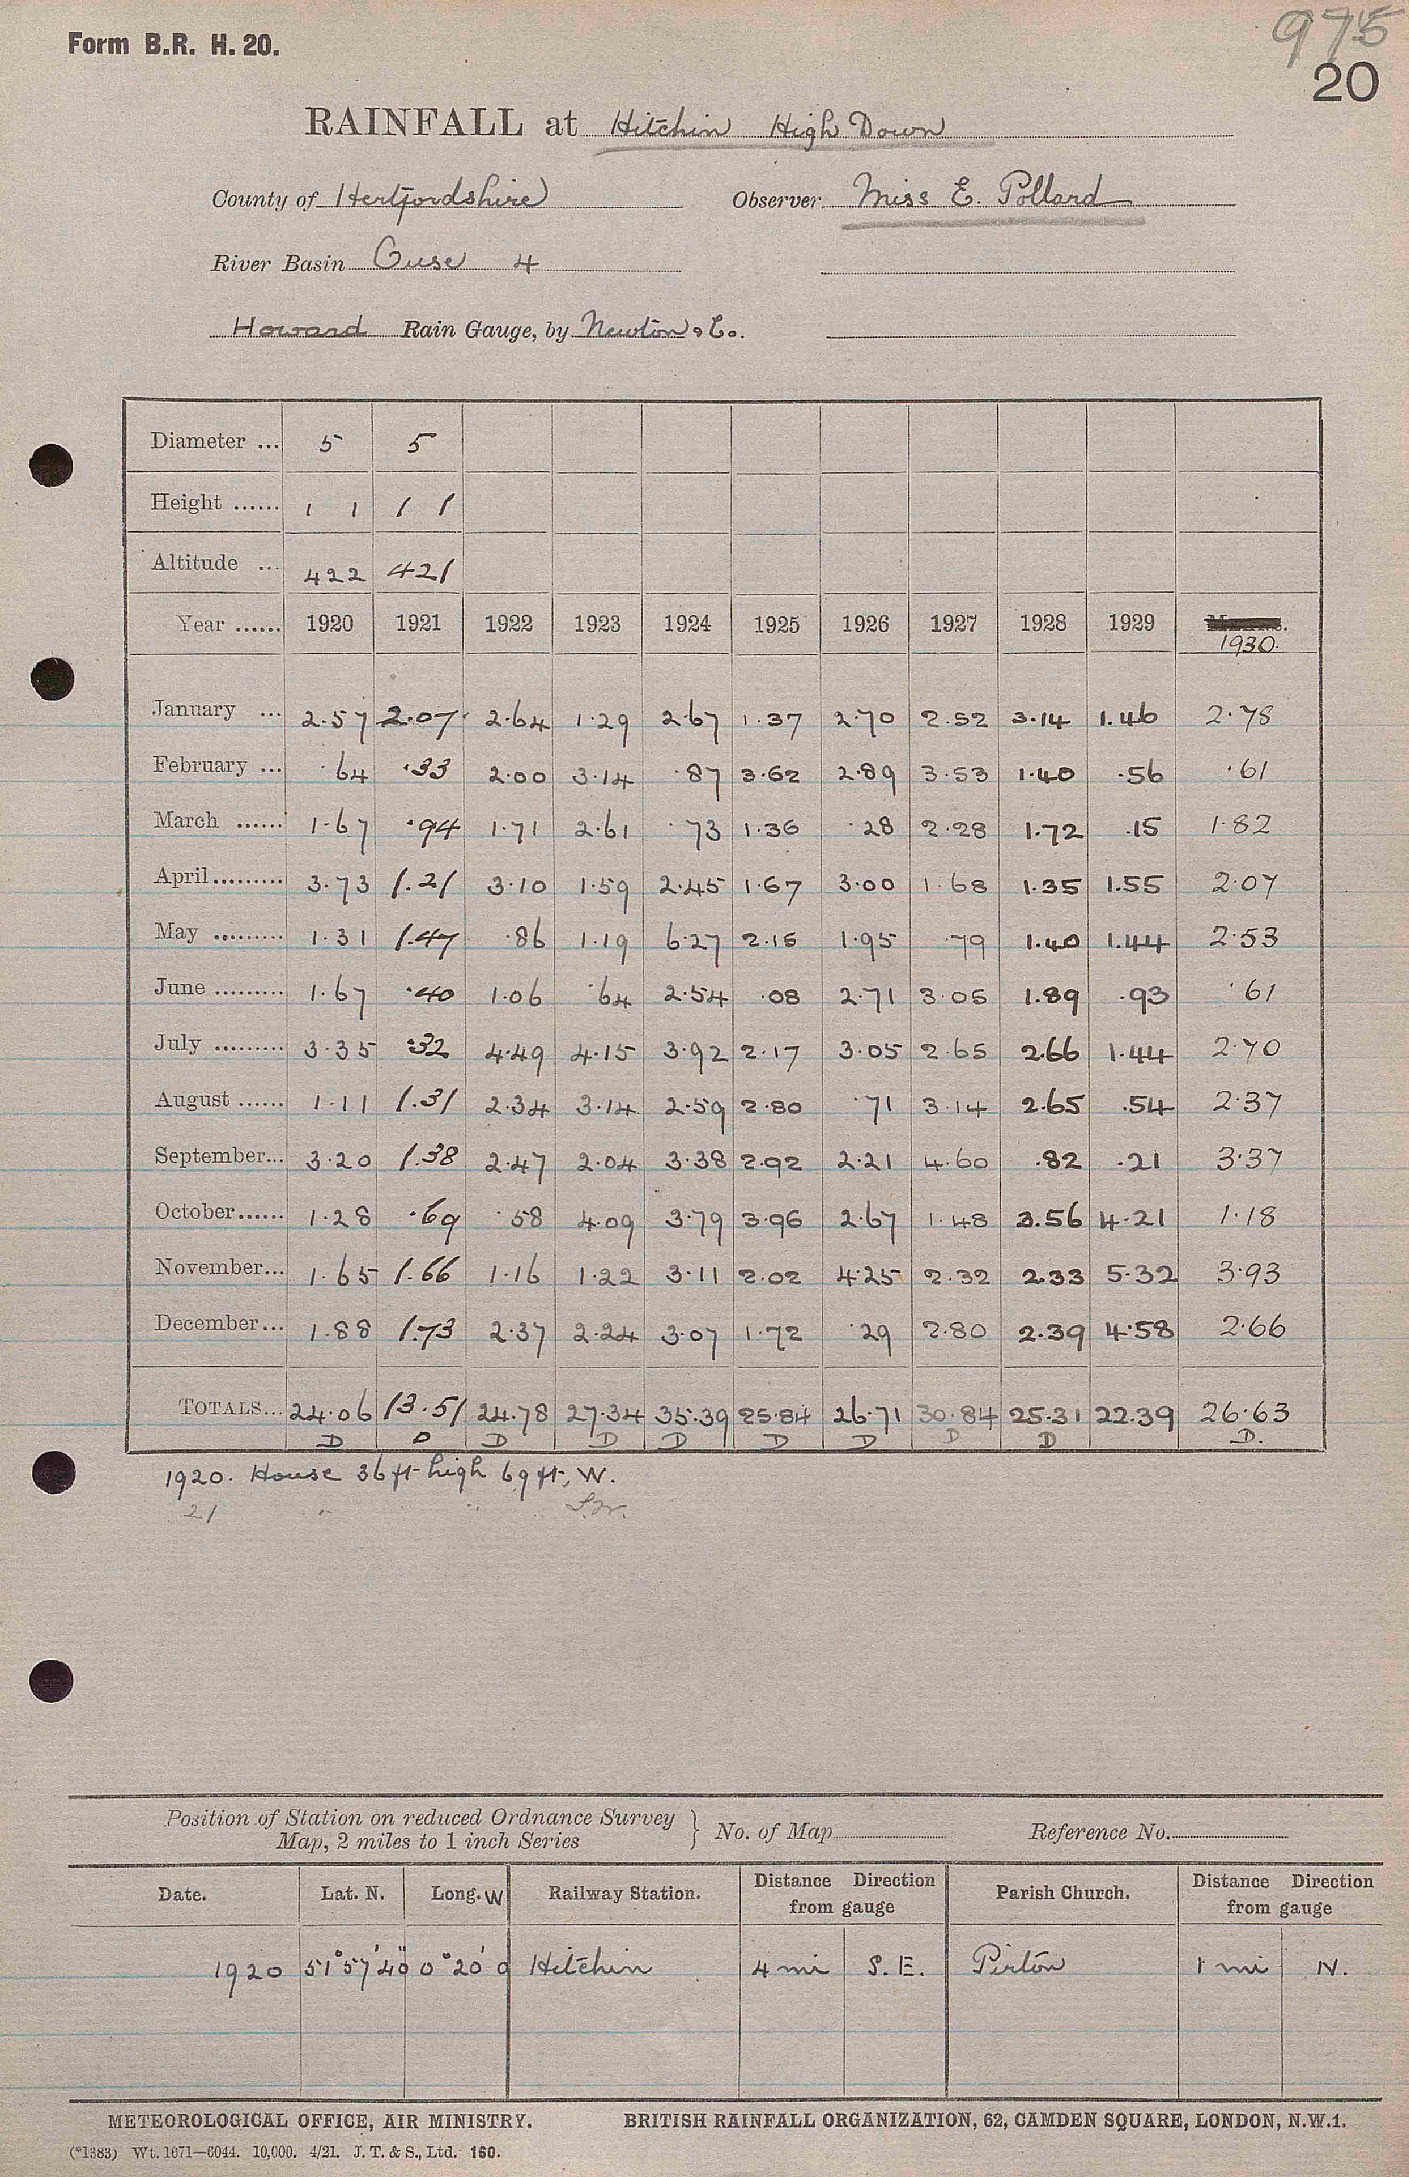 975
Form B.R. H. 20.
20
RAINFALL at Hitchin High Down
County of Hertfordshire Observer Miss E. Pollard
River Basin Ouse 4
Howard Rain Gauge, by Newton & Co.
Diameter ... 5 5
Height ...... 1 1 1 1
Altitude ... 422 421
Year ...... 1920 1921 1922 1923 1924 1925 1926 1927 1928 1929 1930.
January ... 2.57 2.07 2.64 1.29 2.67 1.37 2.70 2.52 3.14 1.46 2.78
February ... .64 .33 2.00 3.14 .87 3.62 2.89 3.53 1.40 .56 .61
March ...... 1.67 .94 1.71 2.61 .73 1.36 .28 2.28 1.72 .15 1.82
April......... 3.73 1.21 3.10 1.59 2.45 1.67 3.00 1.68 1.35 1.55 2.07
May ......... 1.31 1.47 .86 1.19 6.27 2.15 1.95 .79 1.40 1.44 2.53
June ......... 1.67 .40 1.06 .64 2.54 .08 2.71 3.05 1.89 .93 .61
July ......... 3.35 .32 4.49 4.15 3.92 2.17 3.05 2.65 2.66 1.44 2.70
August ...... 1.11 1.31 2.34 3.14 2.59 2.80 .71 3.14 2.65 .54 2.37
September... 3.20 1.38 2.47 2.04 3.38 2.92 2.21 4.60 .82 .21 3.37
October...... 1.28 .69 .58 4.09 3.79 3.96 2.67 1.48 3.56 4.21 1.18
November... 1.65 1.66 1.16 1.22 3.11 2.02 4.25 2.32 2.33 5.32 3.93
December... 1.88 1.73 2.37 2.24 3.07 1.72 .29 2.80 2.39 4.58 2.66
TOTALS... 24.06 13.51 24.78 27.34 35.39 25.84 26.71 30.84 25.31 22.39 26.63
D D D D D D D D D D.
1920. House 36 ft high 69 ft, W.
21 " " S.W.
Position of Station on reduced Ordnance Survey
Map, 2 miles to 1 inch Series } No. of Map Reference No.
Date. Lat. N. Long. W Railway Station. Distance Direction from gauge Parish Church. Distance Direction from gauge
1920 51° 57' 40" 0° 20' 0 Hitchin 4 mi S.E. Pirton 1 mi N.
METEOROLOGICAL OFFICE, AIR MINISTRY. BRITISH RAINFALL ORGANIZATION, 62, CAMDEN SQUARE, LONDON, N.W.1.
(*1383) Wt. 1071—6044. 10,000. 4/21. J. T. & S., Ltd. 160.